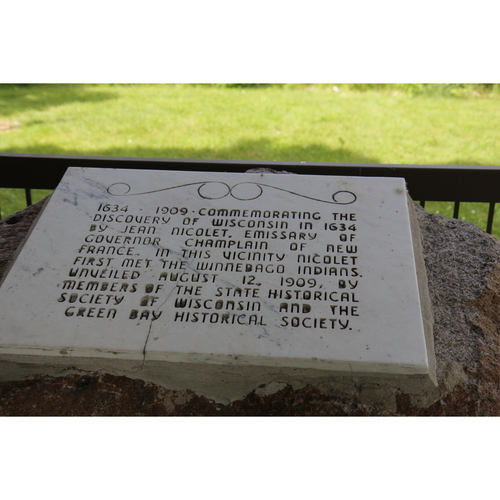 1634 - 1909 - COMMEMORATING THE
DISCOVERY OF WISCONSIN IN 1634
BY JEAN NICOLET, EMISSARY OF
GOVERNOR CHAMPLAIN OF NEW
FRANCE. IN THIS VICINITY NICOLET
FIRST MET THE WINNEBAGO INDIANS.
UNVEILED AUGUST 12, 1909, BY
MEMBERS OF THE STATE HISTORICAL
SOCIETY OF WISCONSIN AND THE
GREEN BAY HISTORICAL SOCIETY.